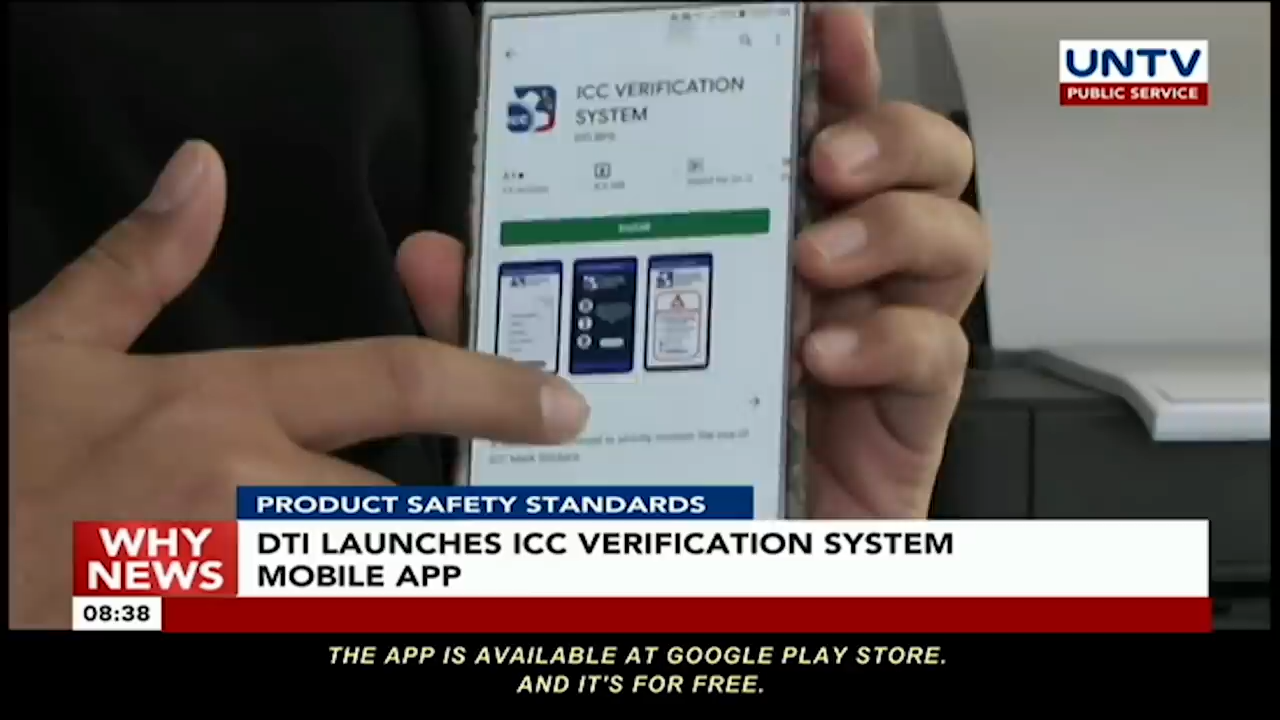 UNTV
PUBLIC SERVICE
ICC VERIFICATION
SYSTEM
PRODUCT SAFETY STANDARDS
WHY
NEWS
DTI LAUNCHES ICC VERIFICATION SYSTEM
MOBILE APP
08:38
THE APP IS AVAILABLE AT GOOGLE PLAY STORE.
AND IT'S FOR FREE.